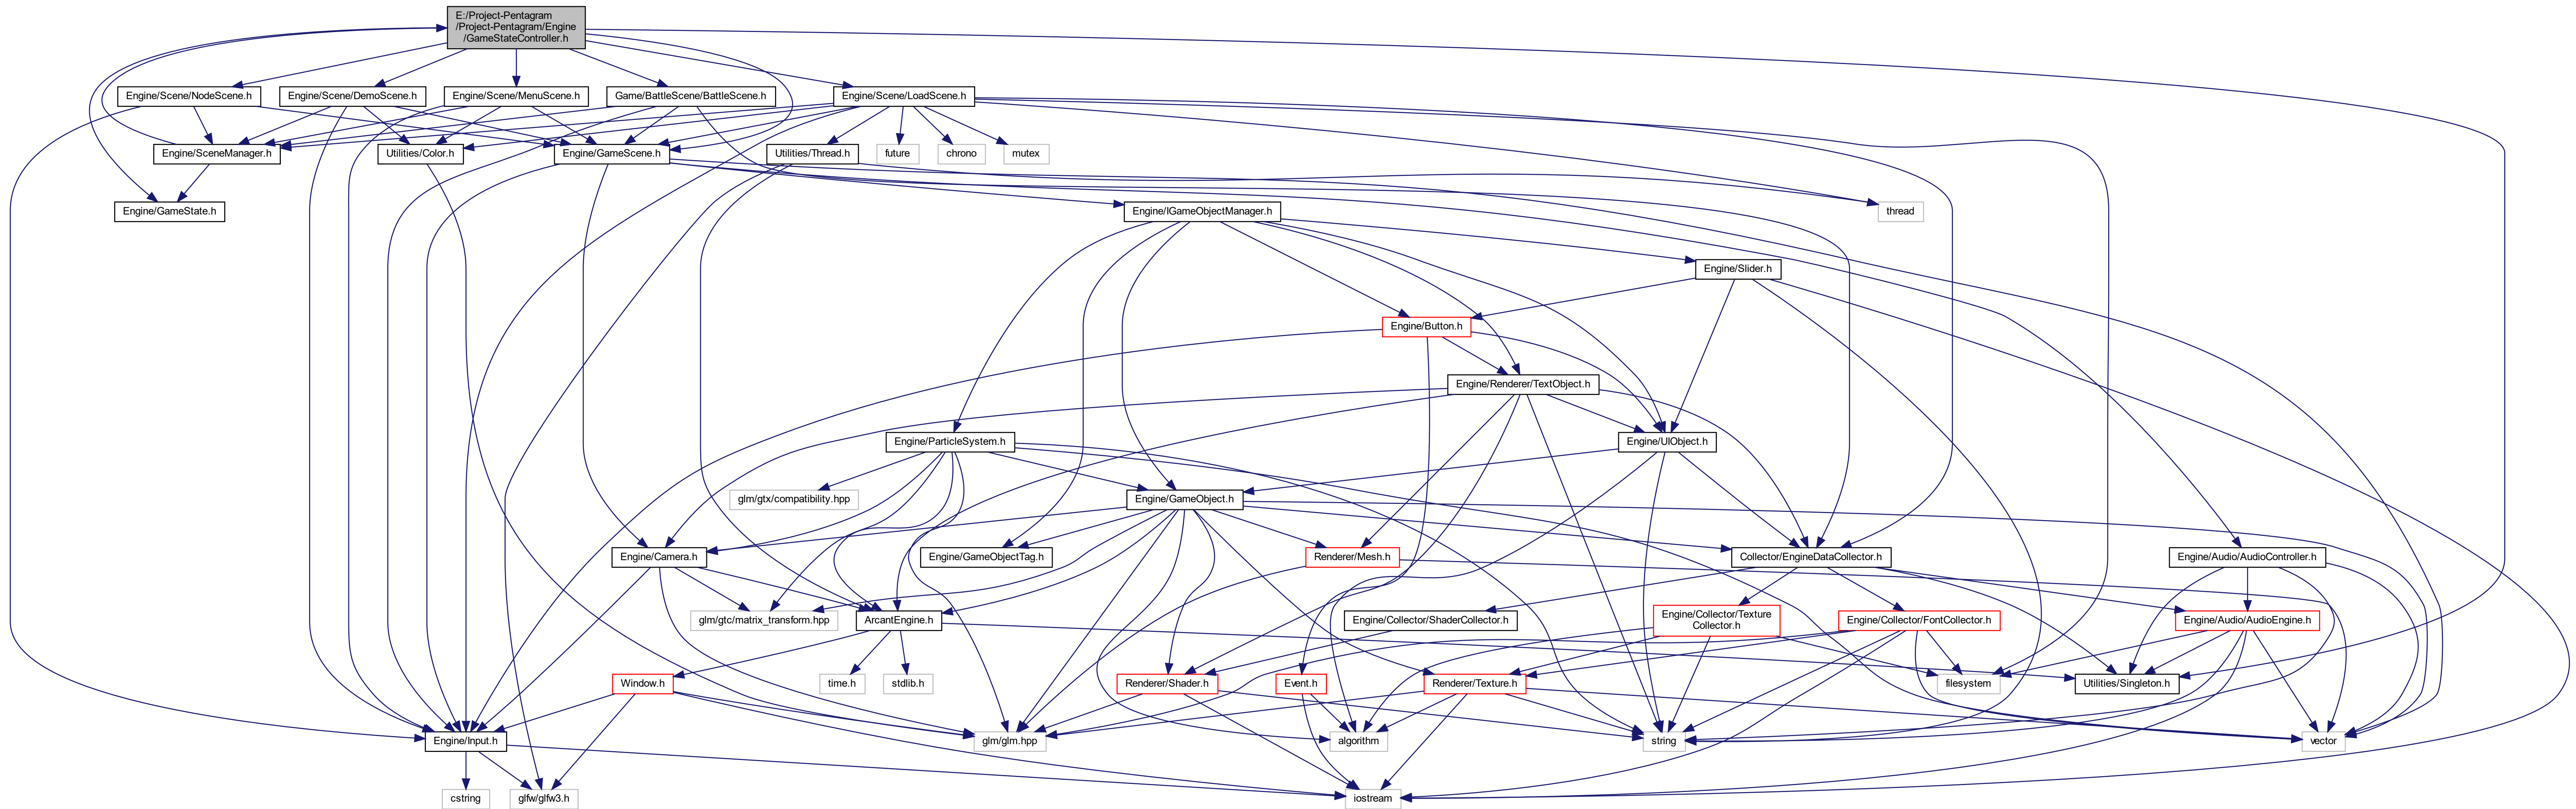 E:/Project-Pentagram
/Project-Pentagram/Engine
/GameStateController.h
Engine/Scene/NodeScene.h
Engine/Scene/DemoScene.h
Engine/Scene/MenuScene.h
Game/BattleScene/BattleScene.h
Engine/Scene/LoadScene.h
Engine/SceneManager.h
Utilities/Color.h
Engine/GameScene.h
Utilities/Thread.h
future
chrono
mutex
Engine/GameState.h
Engine/IGameObjectManager.h
thread
Engine/Slider.h
Engine/Button.h
Engine/Renderer/TextObject.h
Engine/ParticleSystem.h
Engine/UIObject.h
glm/gtx/compatibility.hpp
Engine/GameObject.h
Engine/Camera.h
Engine/GameObjectTag.h
Renderer/Mesh.h
Collector/EngineDataCollector.h
Engine/Audio/AudioController.h
glm/gtc/matrix_transform.hpp
ArcantEngine.h
Engine/Collector/ShaderCollector.h
Engine/Collector/Texture
Collector.h
Engine/Collector/FontCollector.h
Engine/Audio/AudioEngine.h
Window.h
time.h
stdlib.h
Renderer/Shader.h
Event.h
Renderer/Texture.h
filesystem
Utilities/Singleton.h
Engine/Input.h
glm/glm.hpp
algorithm
string
vector
cstring
glfw/glfw3.h
iostream